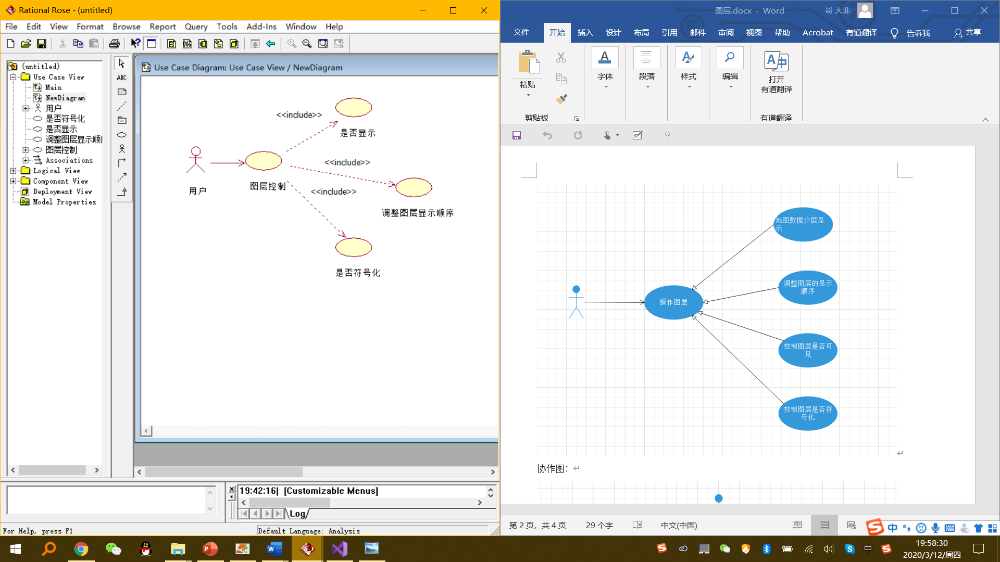 Rational Rose - (untitled)
File Edit View Format Browse Report Query Tools Add-Ins Window Help
(untitled)
Use Case View
Main
NewDiagram
用户
是否符号化
是否显示
调整图层显示顺
图层控制
Associations
Logical View
Component View
Deployment View
Model Properties
ABC
Use Case Diagram: Use Case View / NewDiagram
<<include>>
是否显示
<<include>>
图层控制
用户
<<include>>
调整图层显示顺序
是否符号化
19:42:16| [Customizable Menus]
Log
For Help, press F1
Default Language: Analysis
图层.docx - Word
哥 大非
文件 开始 插入 设计 布局 引用 邮件 审阅 视图 帮助 Acrobat 有道翻译 告诉我 共享
粘贴
剪贴板
字体
段落
样式
编辑
打开
有道翻译
有道翻译
地图数据分层显
示
调整图层的显示
顺序
操作图层
控制图层是否可
见
控制图层是否符
号化
协作图:
第 2 页，共 4 页 29 个字 中文(中国)
中
中
19:58:30
2020/3/12/周四